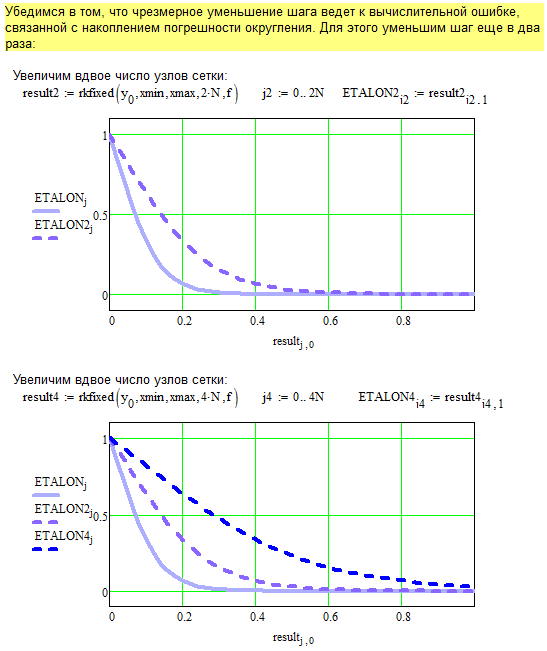 Убедимся в том, что чрезмерное уменьшение шага ведет к вычислительной ошибке,
связанной с накоплением погрешности округления. Для этого уменьшим шаг еще в два
раза:
Увеличим вдвое число узлов сетки:
result2 := rkfixed(y0,xmin,xmax,2·N,f) j2 := 0.. 2N ETALON2i2 := result2i2 . 1
1
0.5
0
ETALONj
ETALON2j
0 0.2 0.4 0.6 0.8
resultj , 0
Увеличим вдвое число узлов сетки:
result4 := rkfixed(y0,xmin,xmax,4·N,f) j4 := 0.. 4N ETALON4i4 := result4i4 , 1
1
0.5
0
ETALONj
ETALON2j
ETALON4j
0 0.2 0.4 0.6 0.8
resultj , 0